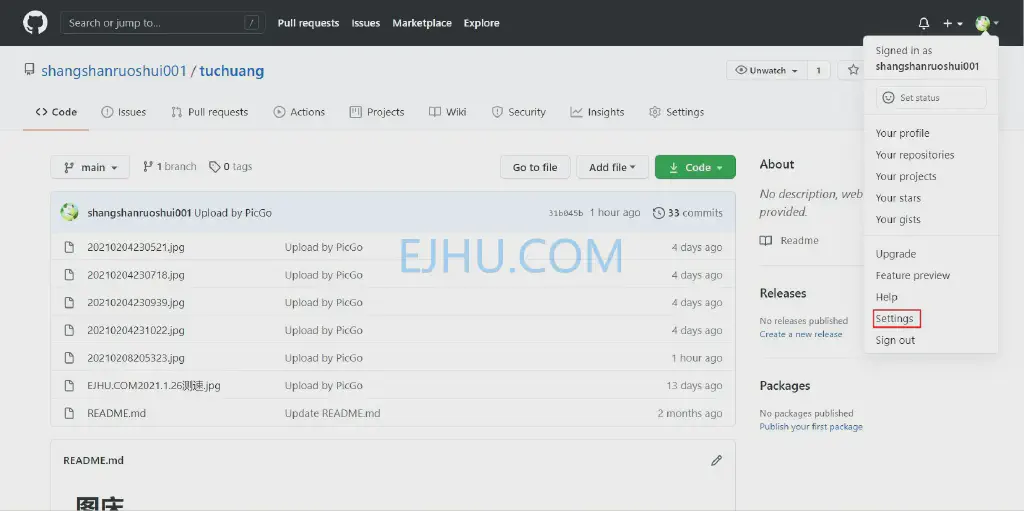 Search or jump to... /
Pull requests Issues Marketplace Explore
shangshanruoshui001 / tuchuang
Unwatch 1
Code Issues Pull requests Actions Projects Wiki Security Insights Settings
main 1 branch 0 tags Go to file Add file Code
shangshanruoshui001 Upload by PicGo 31b045b 1 hour ago 33 commits
20210204230521.jpg Upload by PicGo 4 days ago
20210204230718.jpg Upload by PicGo 4 days ago
20210204230939.jpg Upload by PicGo 4 days ago
20210204231022.jpg Upload by PicGo 4 days ago
20210208205323.jpg Upload by PicGo 1 hour ago
EJHU.COM2021.1.26测速.jpg Upload by PicGo 13 days ago
README.md Update README.md 2 months ago
EJHU.COM
README.md
图床
About
No description, web
provided.
Readme
Releases
No releases published
Create a new release
Packages
No packages published
Publish your first package
Signed in as
shangshanruoshui001
Set status
Your profile
Your repositories
Your projects
Your stars
Your gists
Upgrade
Feature preview
Help
Settings
Sign out